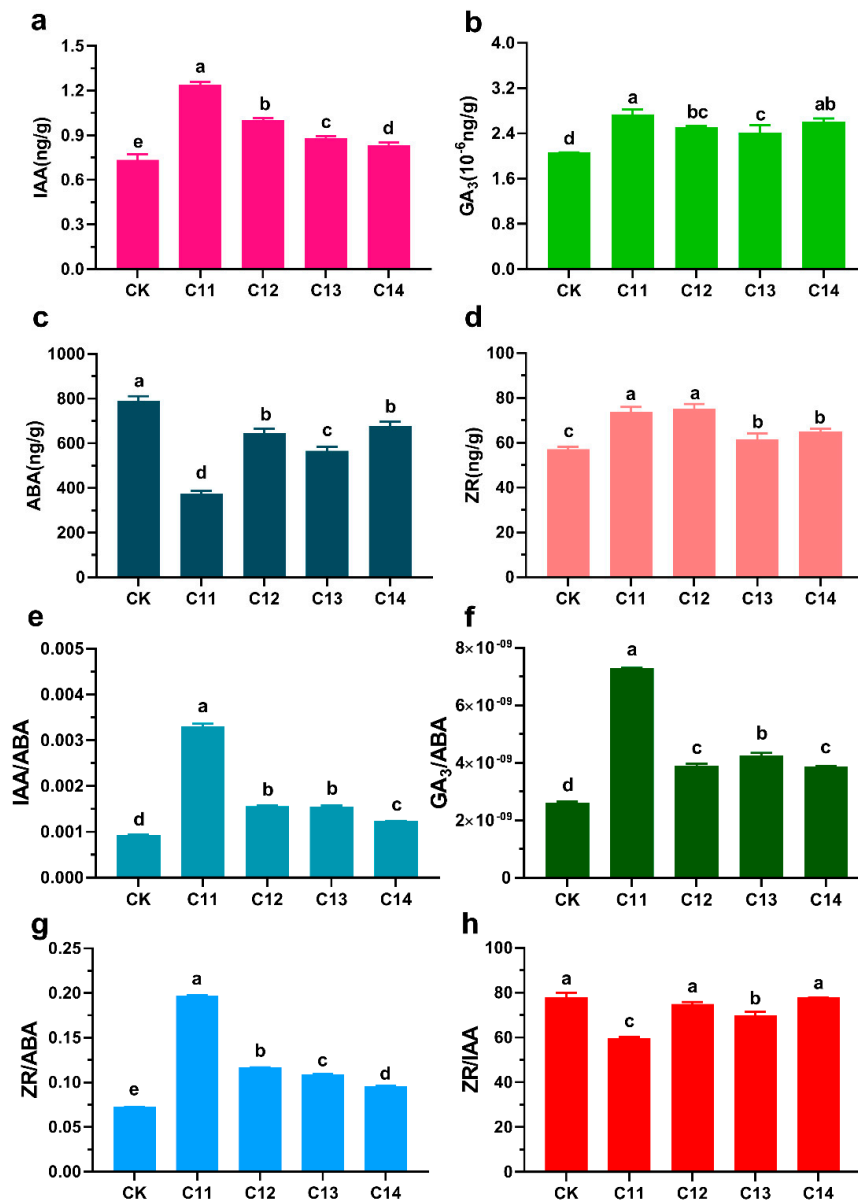 a
IAA(ng/g)
1.5
1.2
0.9
0.6
0.3
0.0
e
a
b
c
d
CK C11 C12 C13 C14
b
GA3(10-6ng/g)
3.2
2.4
1.6
0.8
0.0
d
a
bc
c
ab
CK C11 C12 C13 C14
c
ABA(ng/g)
1000
800
600
400
200
0
a
d
b
c
b
CK C11 C12 C13 C14
d
ZR(ng/g)
100
80
60
40
20
0
c
a
a
b
b
CK C11 C12 C13 C14
e
IAA/ABA
0.005
0.004
0.003
0.002
0.001
0.000
d
a
b
b
c
CK C11 C12 C13 C14
f
GA3/ABA
8×10-09
6×10-09
4×10-09
2×10-09
0
d
a
c
b
c
CK C11 C12 C13 C14
g
ZR/ABA
0.25
0.20
0.15
0.10
0.05
0.00
e
a
b
c
d
CK C11 C12 C13 C14
h
ZR/IAA
100
80
60
40
20
0
a
c
a
b
a
CK C11 C12 C13 C14